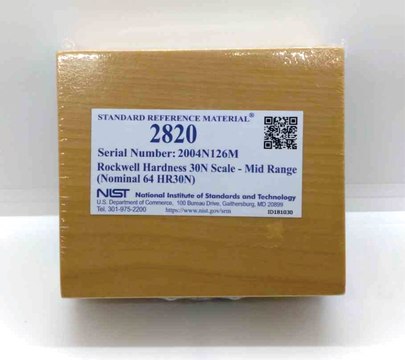 STANDARD REFERENCE MATERIAL®
2820
Serial Number: 2004N126M
Rockwell Hardness 30N Scale - Mid Range
(Nominal 64 HR30N)
NIST National Institute of Standards and Technology
U.S. Department of Commerce, 100 Bureau Drive, Gaithersburg, MD 20899
Tel. 301-975-2200 https://www.nist.gov/srm ID181030